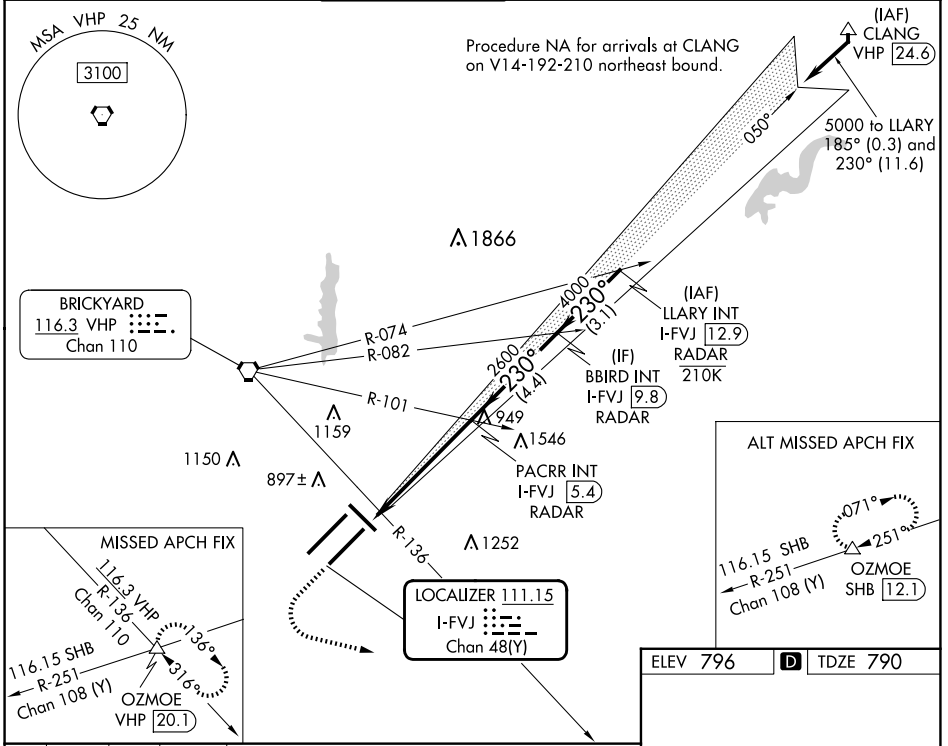 MSA VHP 25 NM
3100
Procedure NA for arrivals at CLANG
on V14-192-210 northeast bound.
(IAF)
CLANG
VHP 24.6
5000 to LLARY
185° (0.3) and
230° (11.6)
050°
1866
BRICKYARD
116.3 VHP
Chan 110
R-074
R-082
R-101
4000
230°
(3.1)
2600
230°
(4.4)
(IAF)
LLARY INT
I-FVJ 12.9
RADAR
210K
(IF)
BBIRD INT
I-FVJ 9.8
RADAR
949
1546
1159
1150
897±
PACRR INT
I-FVJ 5.4
RADAR
R-136
1252
LOCALIZER 111.15
I-FVJ
Chan 48(Y)
MISSED APCH FIX
116.3 VHP
R-136
Chan 110
116.15 SHB
R-251
Chan 108 (Y)
136°
316°
OZMOE
VHP 20.1
ALT MISSED APCH FIX
071°
251°
116.15 SHB
R-251
Chan 108 (Y)
OZMOE
SHB 12.1
ELEV 796 D TDZE 790